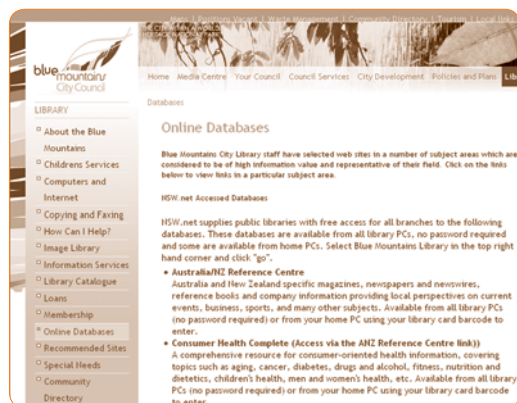 Maps | Positions Vacant | Waste Management | Community Directory | Tourism | Local links
blue
mountains
City Council
Home Media Centre Your Council Council Services City Development Policies and Plans Lib
LIBRARY
About the Blue
Mountains
Childrens Services
Computers and
Internet
Copying and Faxing
How Can I Help?
Image Library
Information Services
Library Catalogue
Loans
Membership
Online Databases
Recommended Sites
Special Needs
Community
Directory
Databases
Online Databases
Blue Mountains City Library staff have selected web sites in a number of subject areas which are
considered to be of high information value and representative of their field. Click on the links
below to view links in a particular subject area.
NSW.net Accessed Databases
NSW.net supplies public libraries with free access for all branches to the following
databases. These databases are available from all library PCs, no password required
and some are available from home PCs. Select Blue Mountains Library in the top right
hand corner and click "go".
• Australia/NZ Reference Centre
Australia and New Zealand specific magazines, newspapers and newswires,
reference books and company information providing local perspectives on current
events, business, sports, and many other subjects. Available from all library PCs
(no password required) or from your home PC using your library card barcode to
enter.
• Consumer Health Complete (Access via the ANZ Reference Centre link))
A comprehensive resource for consumer-oriented health information, covering
topics such as aging, cancer, diabetes, drugs and alcohol, fitness, nutrition and
dietetics, children's health, men and women's health, etc. Available from all library
PCs (no password required) or from your home PC using your library card barcode
to enter